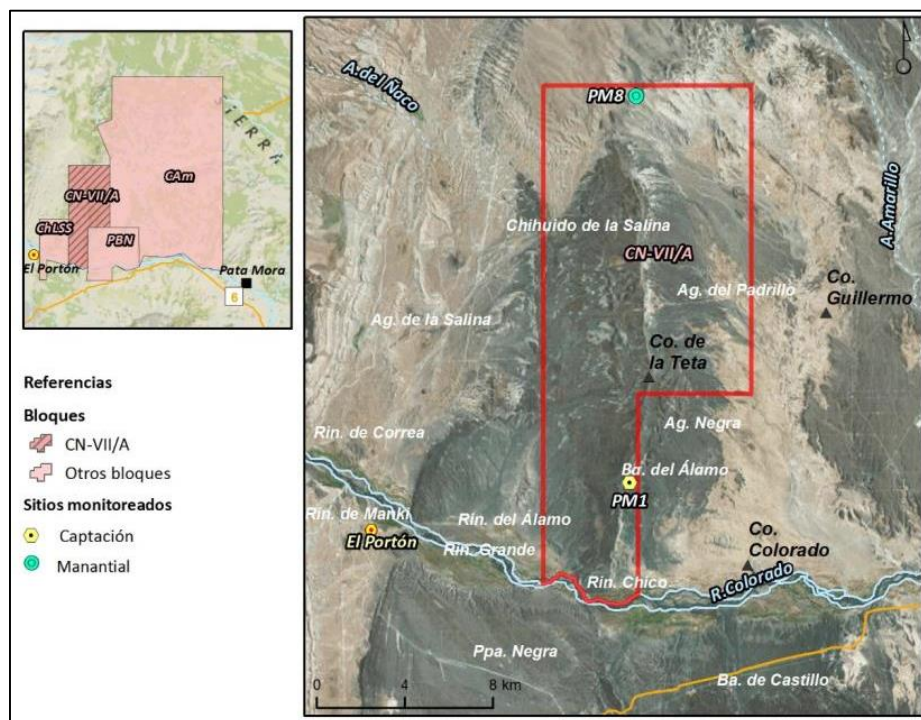 CN-VII/A
CAm
ChLSS
PBN
El Portón
Pata Mora
6
Referencias
Bloques
CN-VII/A
Otros bloques
Sitios monitoreados
Captación
Manantial
A.del Ñaco
PM8
A.Amarillo
Chihuido de la Salina
CN-VII/A
Ag. del Padrillo
Co.
Guillermo
Ag. de la Salina
Co. de
la Teta
Rin. de Correa
Ag. Negra
Ba. del Álamo
PM1
Rin. de Manki
Rin. del Álamo
El Portón
Rin. Grande
Co.
Colorado
Rin. Chico
R.Colorado
Ppa. Negra
Ba. de Castillo
0 4 8 km